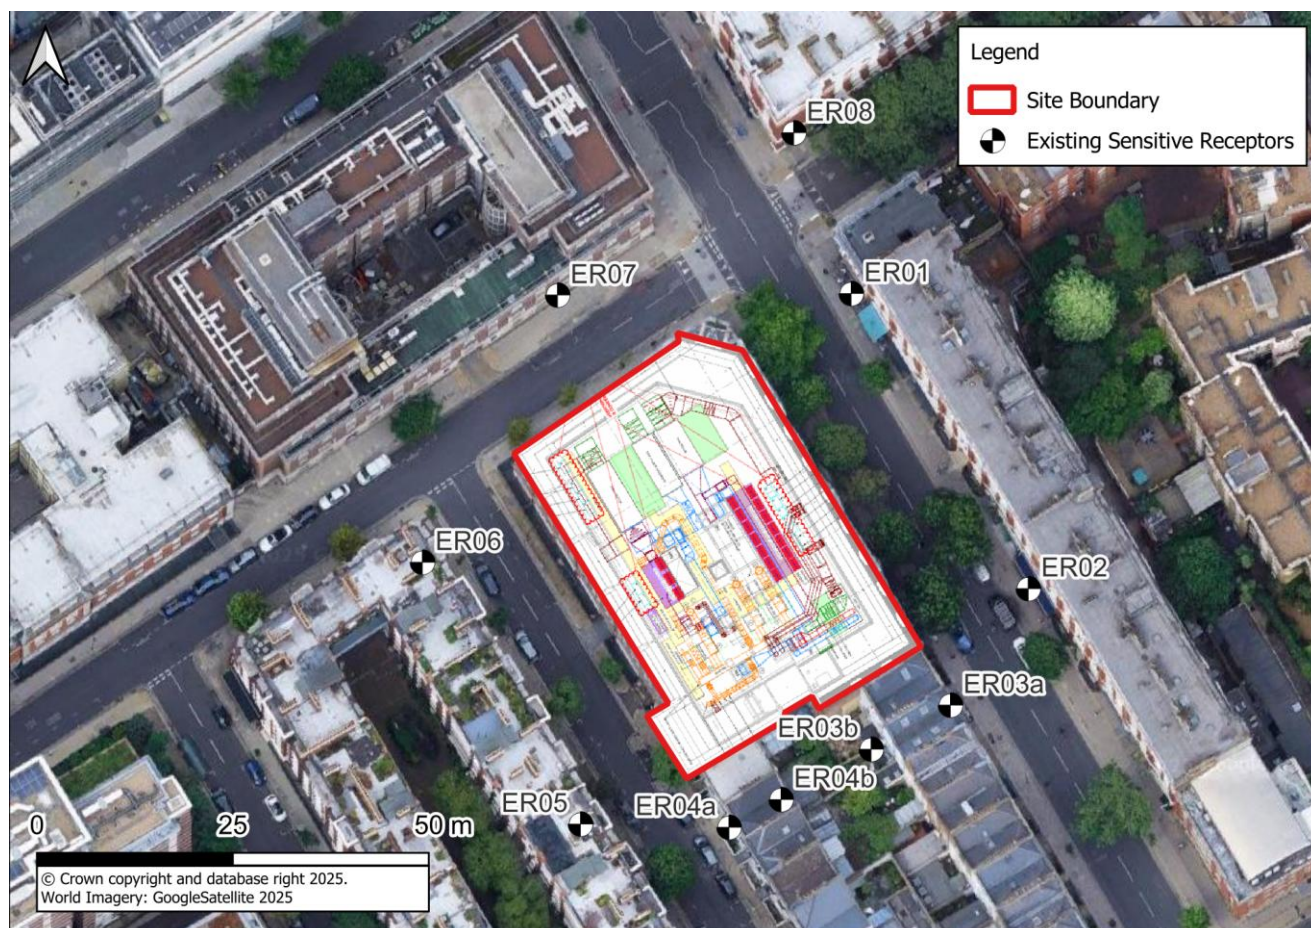 Legend
Site Boundary
Existing Sensitive Receptors
ER08
ER07
ER01
ER06
ER02
ER03a
ER03b
ER04b
ER05
ER04a
0 25 50 m
© Crown copyright and database right 2025.
World Imagery: GoogleSatellite 2025